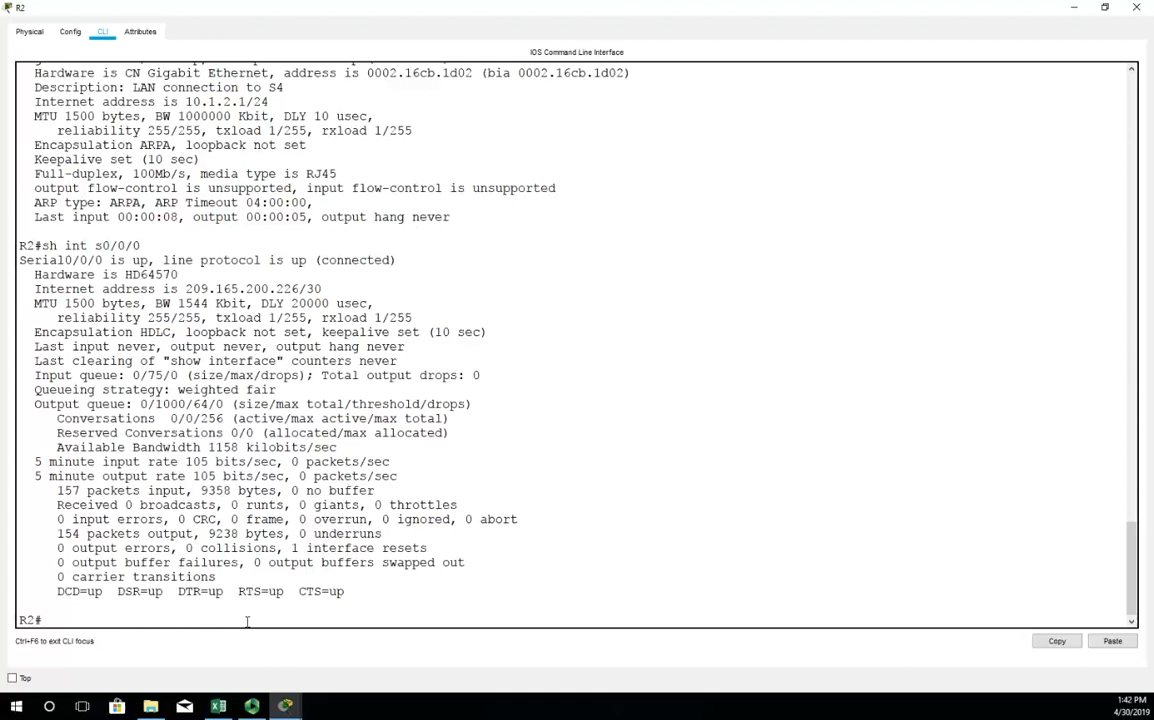 R2
Physical Config CLI Attributes
IOS Command Line Interface
Hardware is CN Gigabit Ethernet, address is 0002.16cb.1d02 (bia 0002.16cb.1d02)
Description: LAN connection to S4
Internet address is 10.1.2.1/24
MTU 1500 bytes, BW 1000000 Kbit, DLY 10 usec,
reliability 255/255, txload 1/255, rxload 1/255
Encapsulation ARPA, loopback not set
Keepalive set (10 sec)
Full-duplex, 100Mb/s, media type is RJ45
output flow-control is unsupported, input flow-control is unsupported
ARP type: ARPA, ARP Timeout 04:00:00,
Last input 00:00:08, output 00:00:05, output hang never
R2#sh int s0/0/0
Serial0/0/0 is up, line protocol is up (connected)
Hardware is HD64570
Internet address is 209.165.200.226/30
MTU 1500 bytes, BW 1544 Kbit, DLY 20000 usec,
reliability 255/255, txload 1/255, rxload 1/255
Encapsulation HDLC, loopback not set, keepalive set (10 sec)
Last input never, output never, output hang never
Last clearing of "show interface" counters never
Input queue: 0/75/0 (size/max/drops); Total output drops: 0
Queueing strategy: weighted fair
Output queue: 0/1000/64/0 (size/max total/threshold/drops)
Conversations 0/0/256 (active/max active/max total)
Reserved Conversations 0/0 (allocated/max allocated)
Available Bandwidth 1158 kilobits/sec
5 minute input rate 105 bits/sec, 0 packets/sec
5 minute output rate 105 bits/sec, 0 packets/sec
157 packets input, 9358 bytes, 0 no buffer
Received 0 broadcasts, 0 runts, 0 giants, 0 throttles
0 input errors, 0 CRC, 0 frame, 0 overrun, 0 ignored, 0 abort
154 packets output, 9238 bytes, 0 underruns
0 output errors, 0 collisions, 1 interface resets
0 output buffer failures, 0 output buffers swapped out
0 carrier transitions
DCD=up DSR=up DTR=up RTS=up CTS=up
R2#
Ctrl+F6 to exit CLI focus
Copy Paste
Top
1:42 PM
4/30/2019